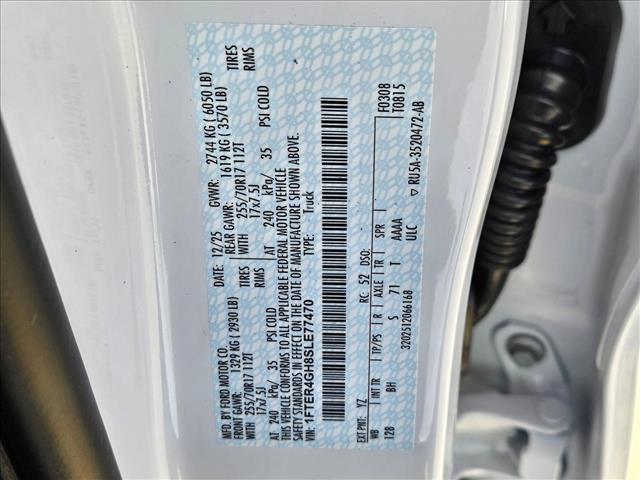 MFD. BY FORD MOTOR CO.
DATE: 12/25 GVWR: 2744 KG ( 6050 LB)
FRONT GAWR: 1329 KG ( 2930 LB) REAR GAWR: 1619 KG ( 3570 LB)
WITH 255/70R17 112T TIRES WITH 255/70R17 112T TIRES
17x7.5J RIMS 17x7.5J RIMS
AT 240 kPa/ 35 PSI COLD AT 240 kPa/ 35 PSI COLD
THIS VEHICLE CONFORMS TO ALL APPLICABLE FEDERAL MOTOR VEHICLE
SAFETY STANDARDS IN EFFECT ON THE DATE OF MANUFACTURE SHOWN ABOVE.
VIN: 1FTER4GH8SLE77470
TYPE: Truck
F0308
T0815
EXT PNT: YZ RC: 52 DSO:
WB INT TR TP/PS R AXLE TR SPR
128 BH S 71 T AAAA
ULC
3202512066168
▽ RU5A-3520472-AB